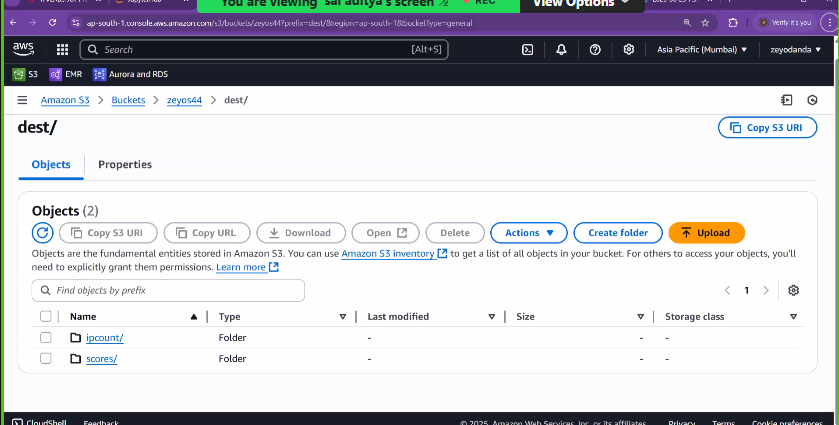 You are viewing sai aditya's screen
REC
View Options
ap-south-1.console.aws.amazon.com/s3/buckets/zeyos44?prefix=dest/&region=ap-south-1&bucketType=general
Verify it's you
aws
Search
[Alt+S]
Asia Pacific (Mumbai)
zeyodanda
S3
EMR
Aurora and RDS
Amazon S3 > Buckets > zeyos44 > dest/
dest/
Copy S3 URI
Objects
Properties
Objects (2)
Copy S3 URI
Copy URL
Download
Open
Delete
Actions
Create folder
Upload
Objects are the fundamental entities stored in Amazon S3. You can use Amazon S3 inventory to get a list of all objects in your bucket. For others to access your objects, you'll
need to explicitly grant them permissions. Learn more
Find objects by prefix
1
Name
Type
Last modified
Size
Storage class
ipcount/
Folder
-
-
-
scores/
Folder
-
-
-
CloudShell
Feedback
© 2025, Amazon Web Services, Inc. or its affiliates.
Privacy
Terms
Cookie preferences